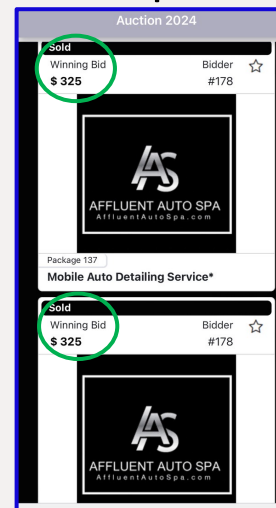 Auction 2024
Sold
Winning Bid Bidder
$ 325 #178
AS
AFFLUENT AUTO SPA
AffluentAutoSpa.com
Package 137
Mobile Auto Detailing Service*
Sold
Winning Bid Bidder
$ 325 #178
AS
AFFLUENT AUTO SPA
AffluentAutoSpa.com